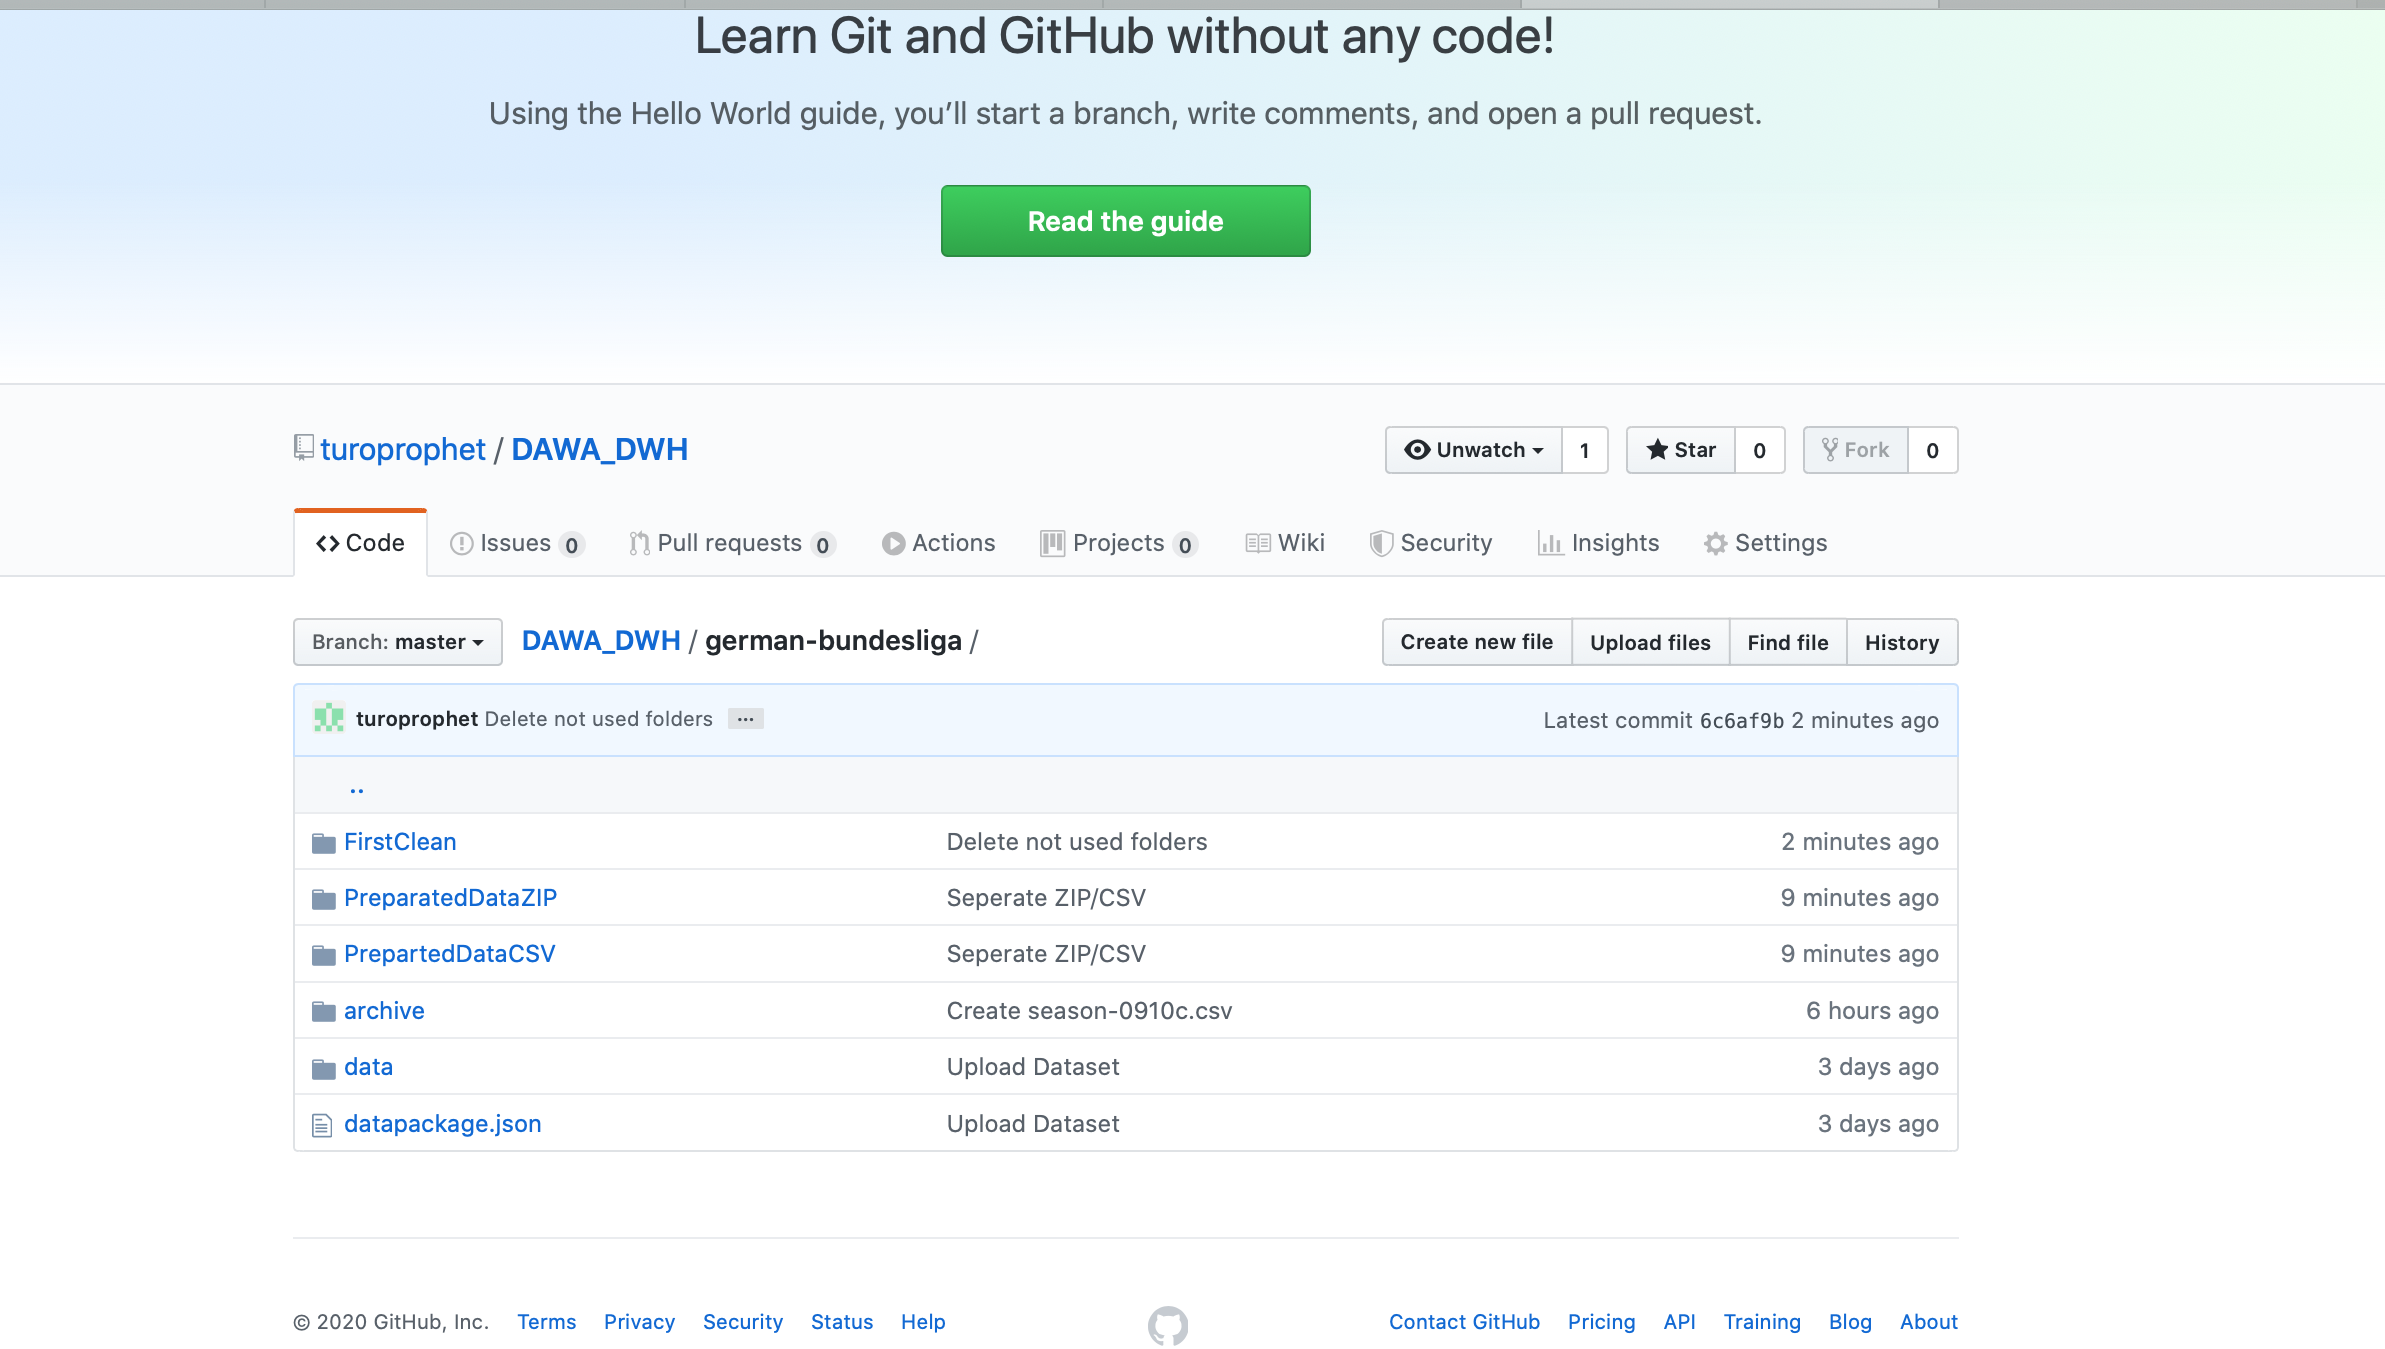 Learn Git and GitHub without any code!
Using the Hello World guide, you’ll start a branch, write comments, and open a pull request.
Read the guide
turoprophet / DAWA_DWH
Unwatch 1 Star 0 Fork 0
Code Issues 0 Pull requests 0 Actions Projects 0 Wiki Security Insights Settings
Branch: master DAWA_DWH / german-bundesliga / Create new file Upload files Find file History
turoprophet Delete not used folders … Latest commit 6c6af9b 2 minutes ago
..
FirstClean Delete not used folders 2 minutes ago
PreparatedDataZIP Seperate ZIP/CSV 9 minutes ago
PrepartedDataCSV Seperate ZIP/CSV 9 minutes ago
archive Create season-0910c.csv 6 hours ago
data Upload Dataset 3 days ago
datapackage.json Upload Dataset 3 days ago
© 2020 GitHub, Inc. Terms Privacy Security Status Help Contact GitHub Pricing API Training Blog About